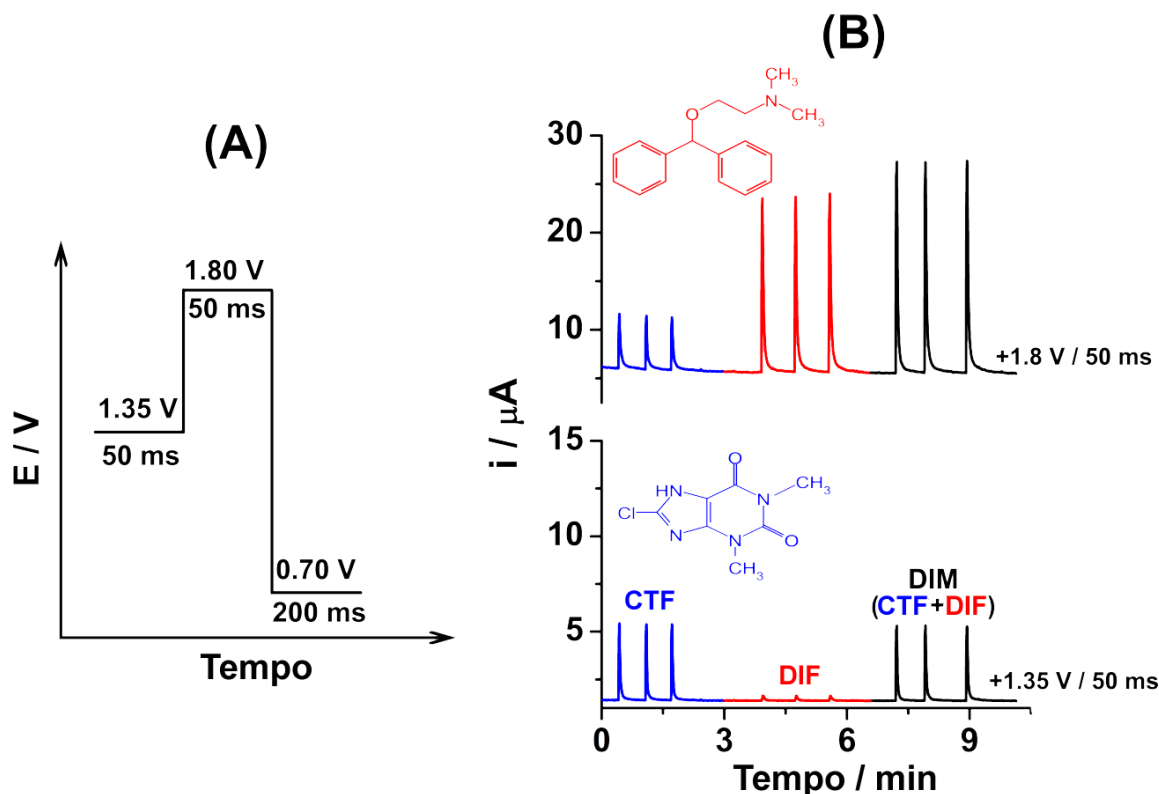 (A)
1.80 V
50 ms
1.35 V
50 ms
0.70 V
200 ms
E / V
Tempo
(B)
CH3
N
CH3
O
30
20
10
+1.8 V / 50 ms
i / μA
15
10
5
O
HN
N
CH3
Cl
N
N
O
CH3
CTF
DIF
DIM
(CTF+DIF)
+1.35 V / 50 ms
0
3
6
9
Tempo / min